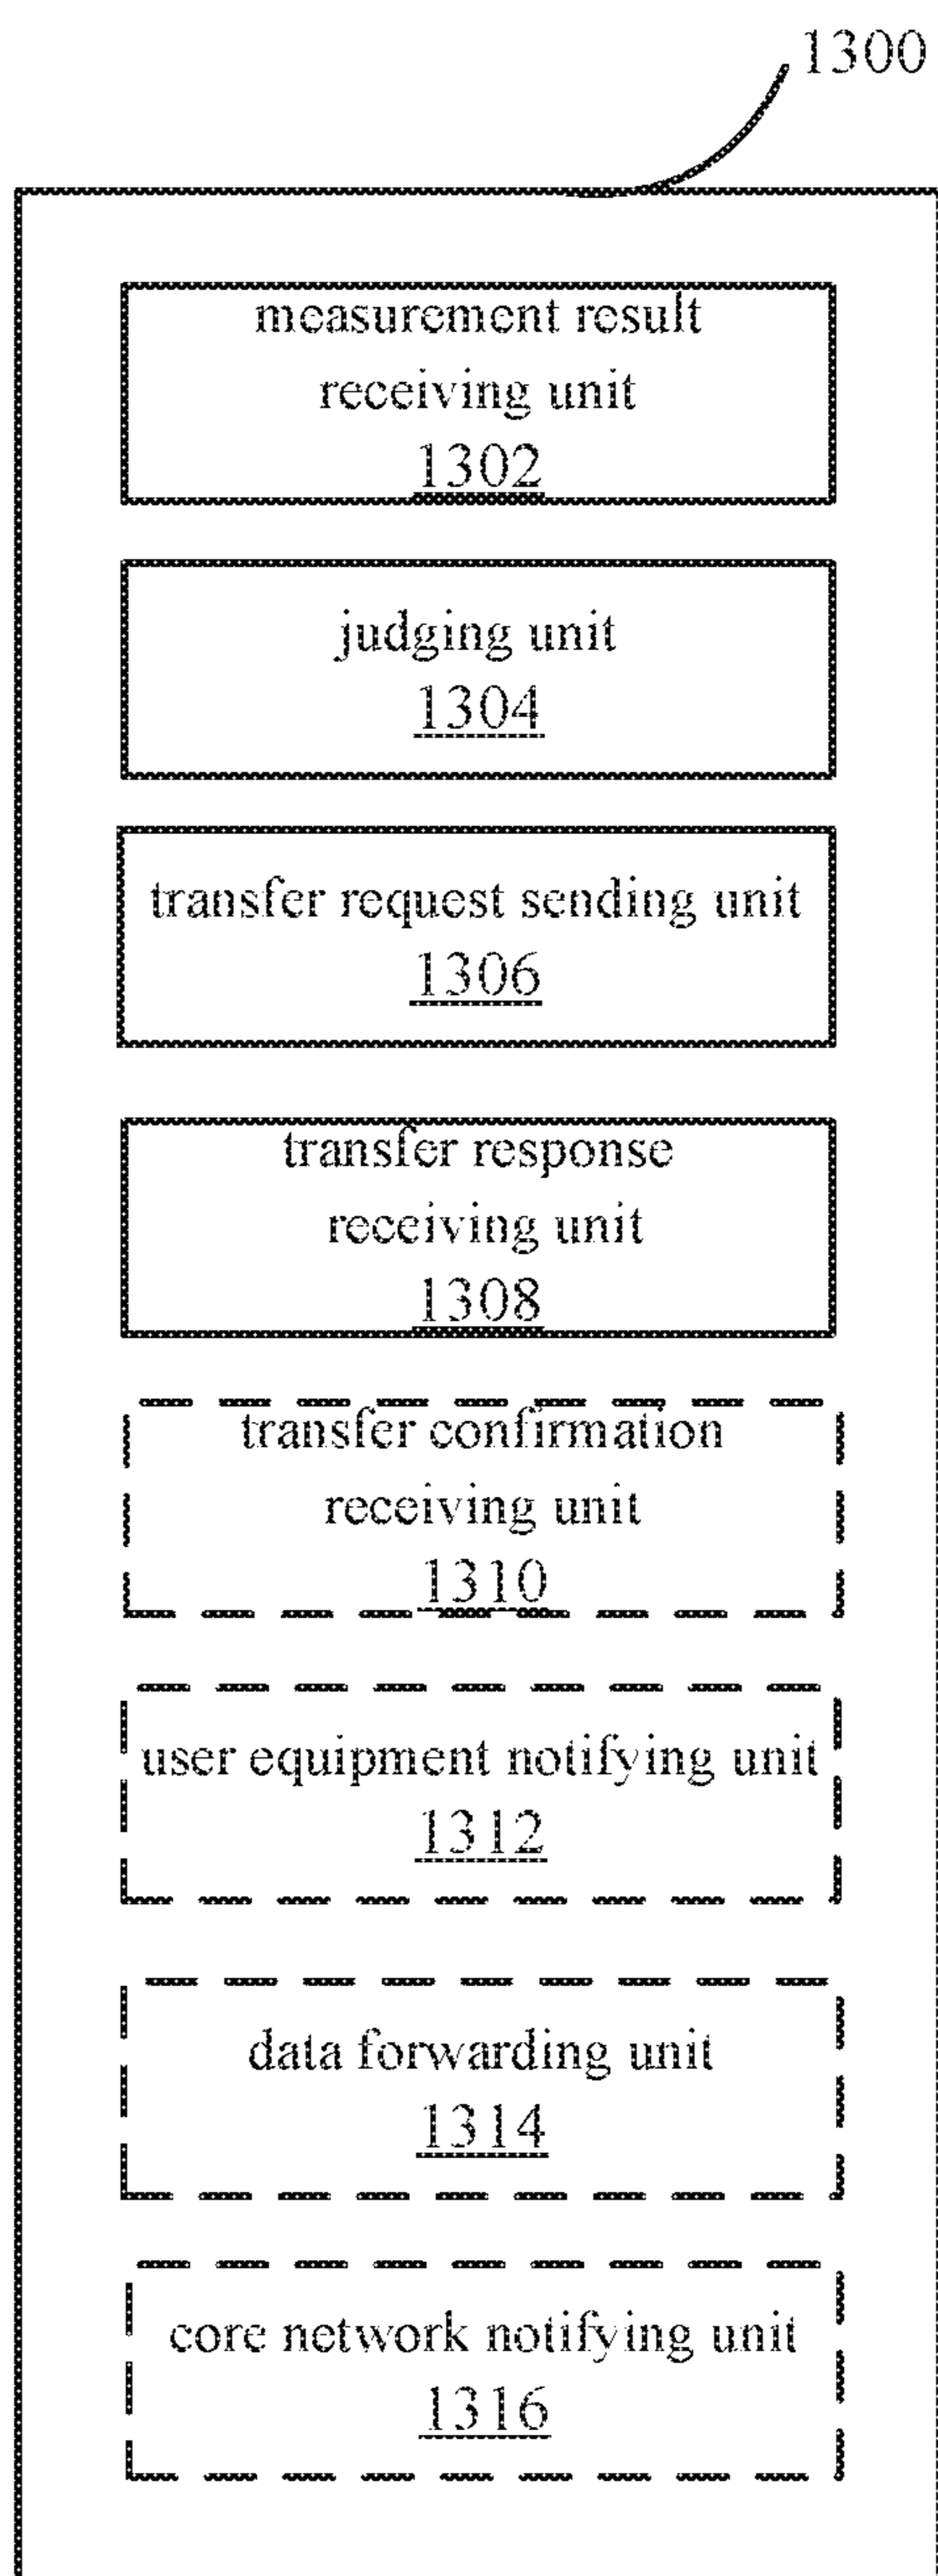 1300
measurement result
receiving unit
1302
judging unit
1304
transfer request sending unit
1306
transfer response
receiving unit
1308
transfer confirmation
receiving unit
1310
user equipment notifying unit
1312
data forwarding unit
1314
core network notifying unit
1316